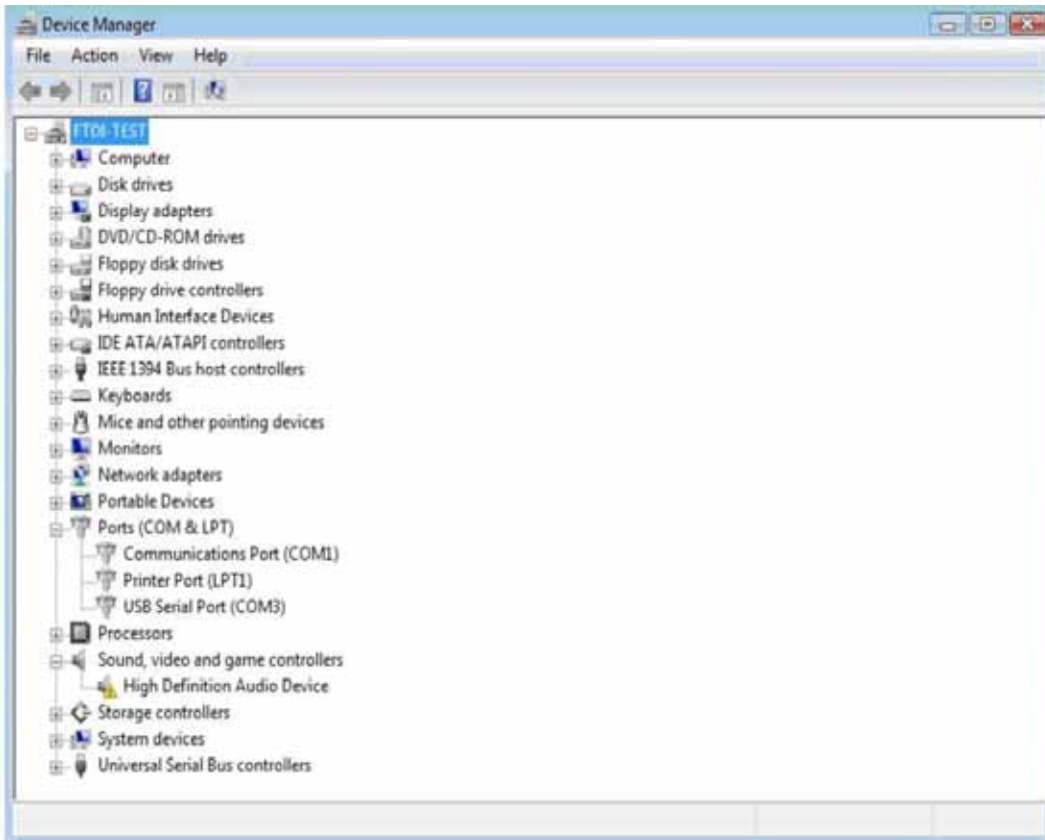 Device Manager
File Action View Help
FTDI-TEST
Computer
Disk drives
Display adapters
DVD/CD-ROM drives
Floppy disk drives
Floppy drive controllers
Human Interface Devices
IDE ATA/ATAPI controllers
IEEE 1394 Bus host controllers
Keyboards
Mice and other pointing devices
Monitors
Network adapters
Portable Devices
Ports (COM & LPT)
Communications Port (COM1)
Printer Port (LPT1)
USB Serial Port (COM3)
Processors
Sound, video and game controllers
High Definition Audio Device
Storage controllers
System devices
Universal Serial Bus controllers